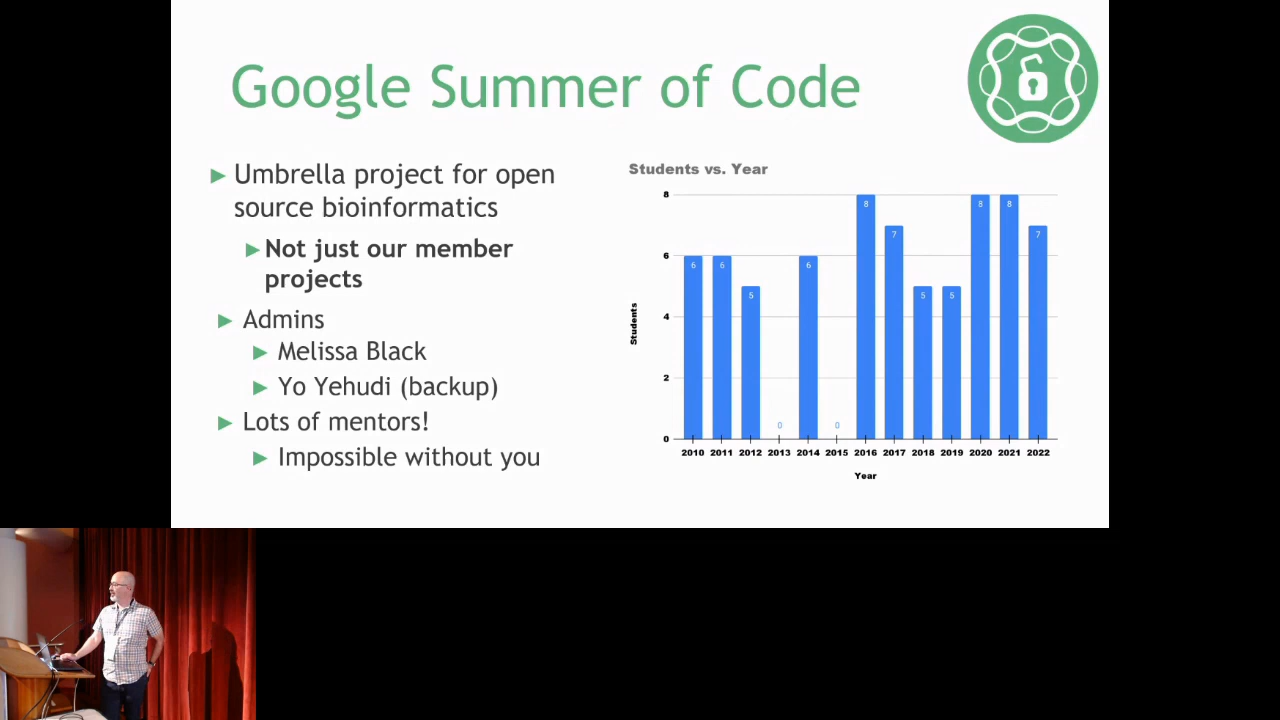 Google Summer of Code
Umbrella project for open
source bioinformatics
Not just our member
projects
Admins
Melissa Black
Yo Yehudi (backup)
Lots of mentors!
Impossible without you
Students vs. Year
Students
8
6
4
2
0
6
6
5
0
6
0
8
7
5
5
8
8
7
2010 2011 2012 2013 2014 2015 2016 2017 2018 2019 2020 2021 2022
Year